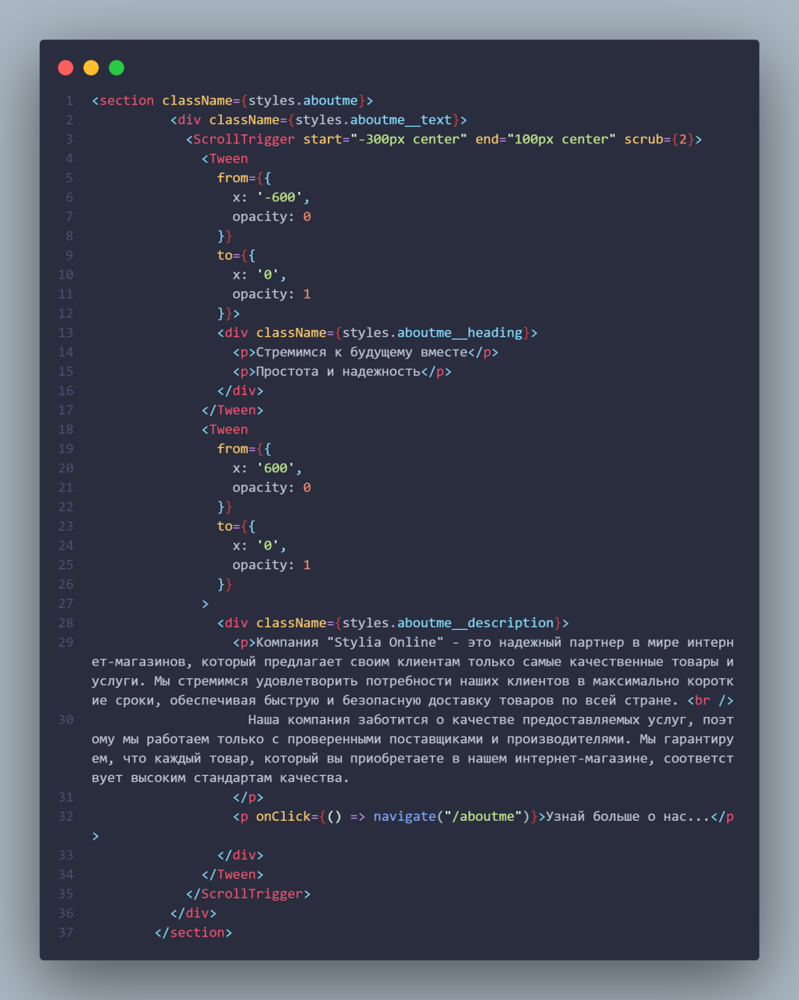 1 <section className={styles.aboutme}>
2 <div className={styles.aboutme__text}>
3 <ScrollTrigger start="-300px center" end="100px center" scrub={2}>
4 <Tween
5 from={{
6 x: '-600',
7 opacity: 0
8 }}
9 to={{
10 x: '0',
11 opacity: 1
12 }}>
13 <div className={styles.aboutme__heading}>
14 <p>Стремимся к будущему вместе</p>
15 <p>Простота и надежность</p>
16 </div>
17 </Tween>
18 <Tween
19 from={{
20 x: '600',
21 opacity: 0
22 }}
23 to={{
24 x: '0',
25 opacity: 1
26 }}
27 >
28 <div className={styles.aboutme__description}>
29 <p>Компания "Stylia Online" - это надежный партнер в мире интерн
ет-магазинов, который предлагает своим клиентам только самые качественные товары и
услуги. Мы стремимся удовлетворить потребности наших клиентов в максимально коротк
ие сроки, обеспечивая быструю и безопасную доставку товаров по всей стране. <br />
30 Наша компания заботится о качестве предоставляемых услуг, поэт
ому мы работаем только с проверенными поставщиками и производителями. Мы гарантиру
ем, что каждый товар, который вы приобретаете в нашем интернет-магазине, соответст
вует высоким стандартам качества.
31 </p>
32 <p onClick={() => navigate("/aboutme")}>Узнай больше о нас...</p
>
33 </div>
34 </Tween>
35 </ScrollTrigger>
36 </div>
37 </section>